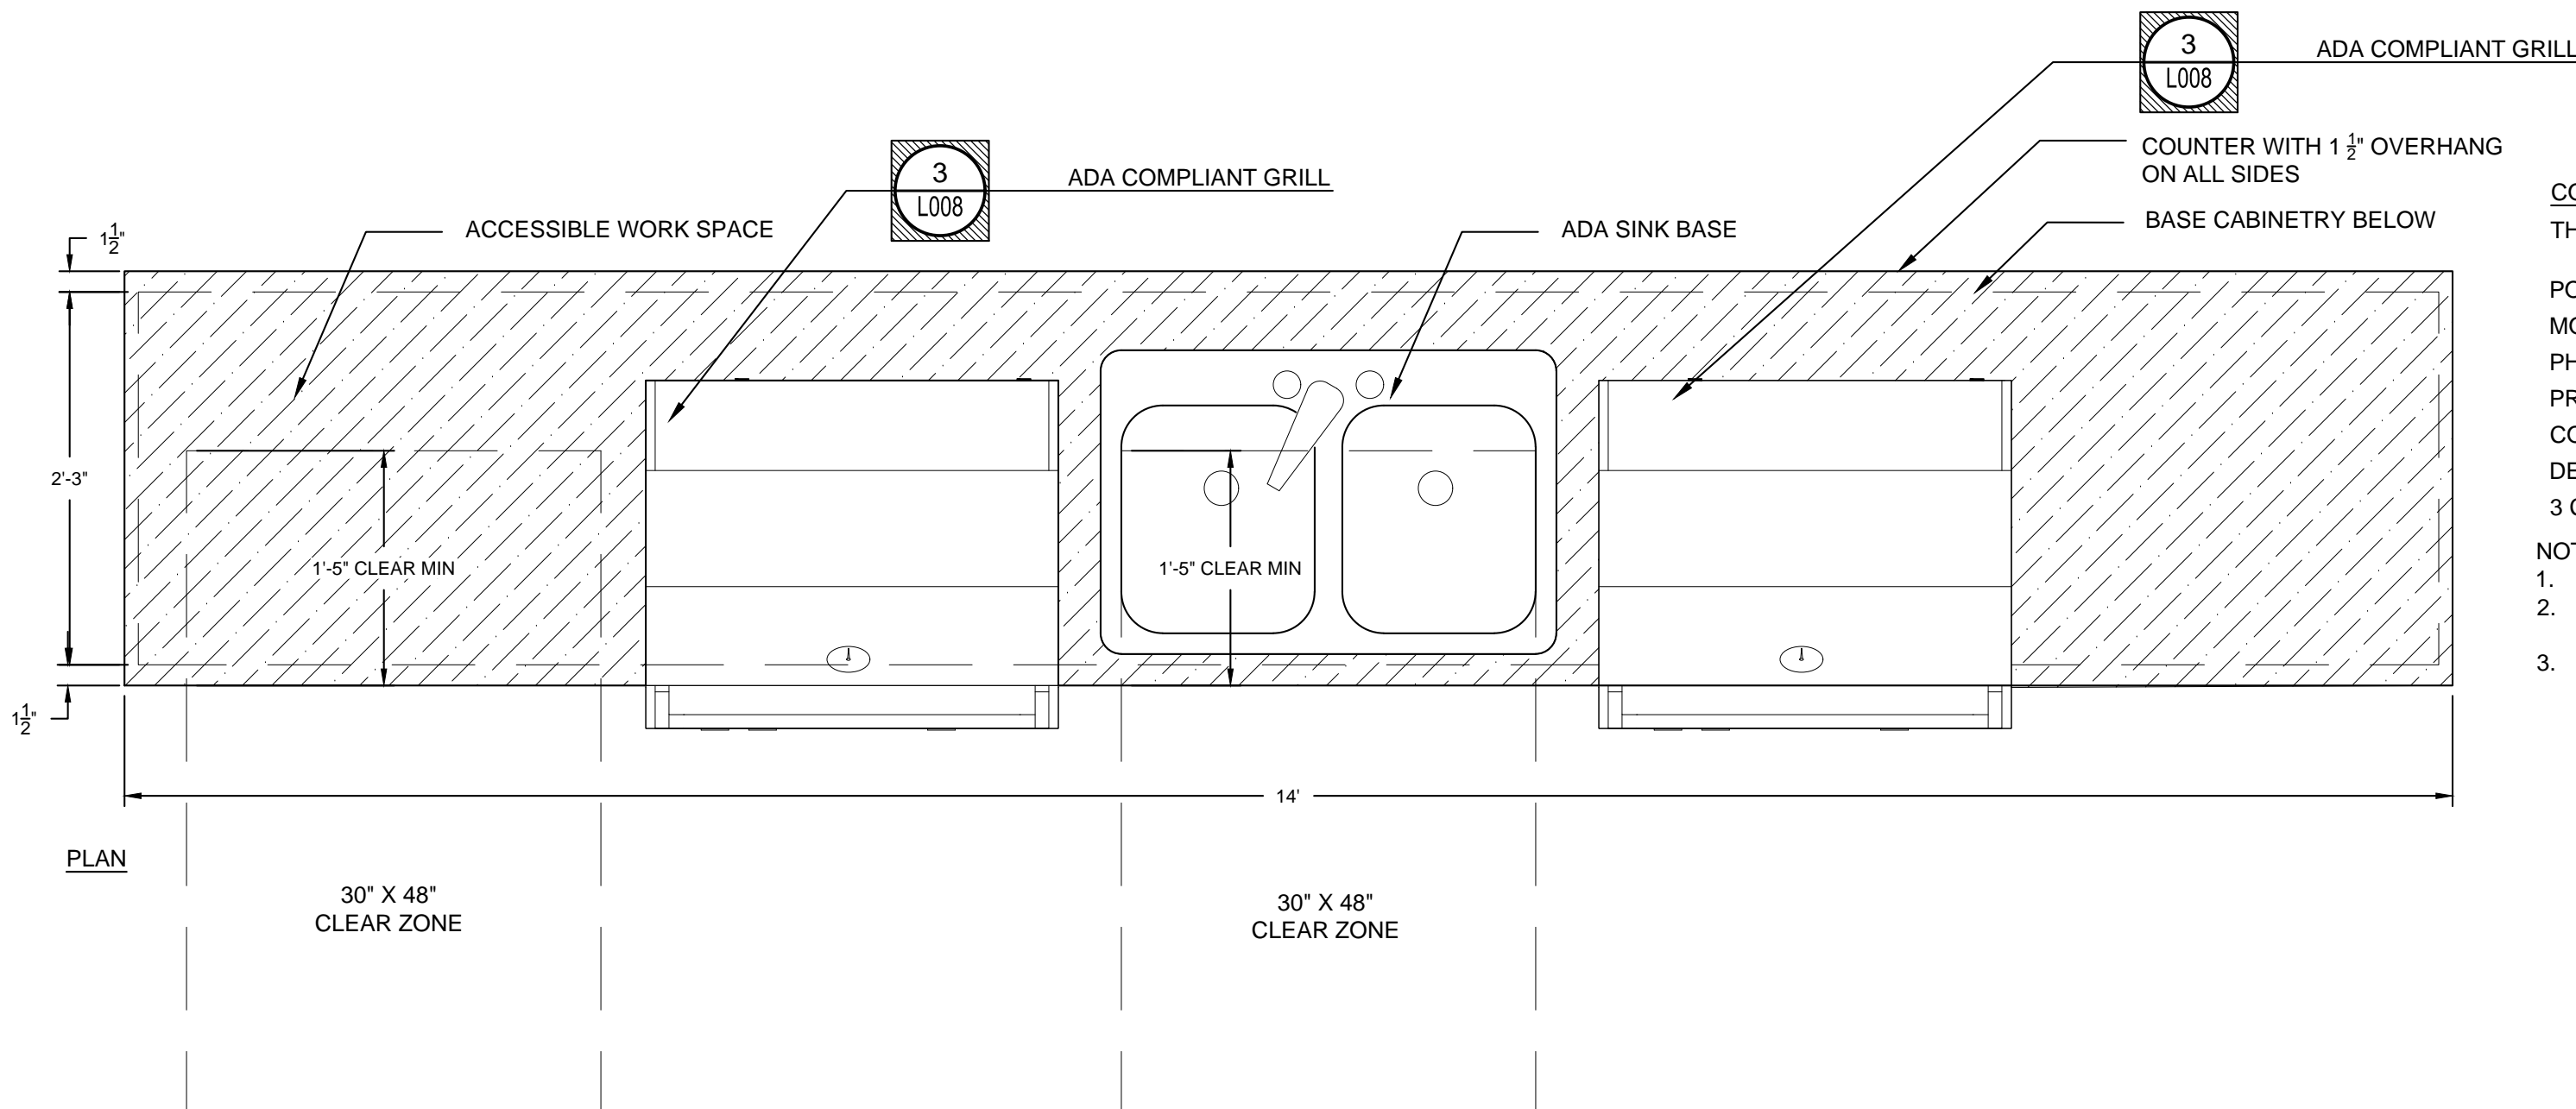 3
L008
ADA COMPLIANT GRILL
COUNTER WITH 1 1/2" OVERHANG
ON ALL SIDES
BASE CABINETRY BELOW
3
L008
ADA COMPLIANT GRILL
ACCESSIBLE WORK SPACE
ADA SINK BASE
1 1/2"
2'-3"
1'-5" CLEAR MIN
1'-5" CLEAR MIN
1 1/2"
14'
PLAN
30" X 48"
CLEAR ZONE
30" X 48"
CLEAR ZONE
1.
2.
3.